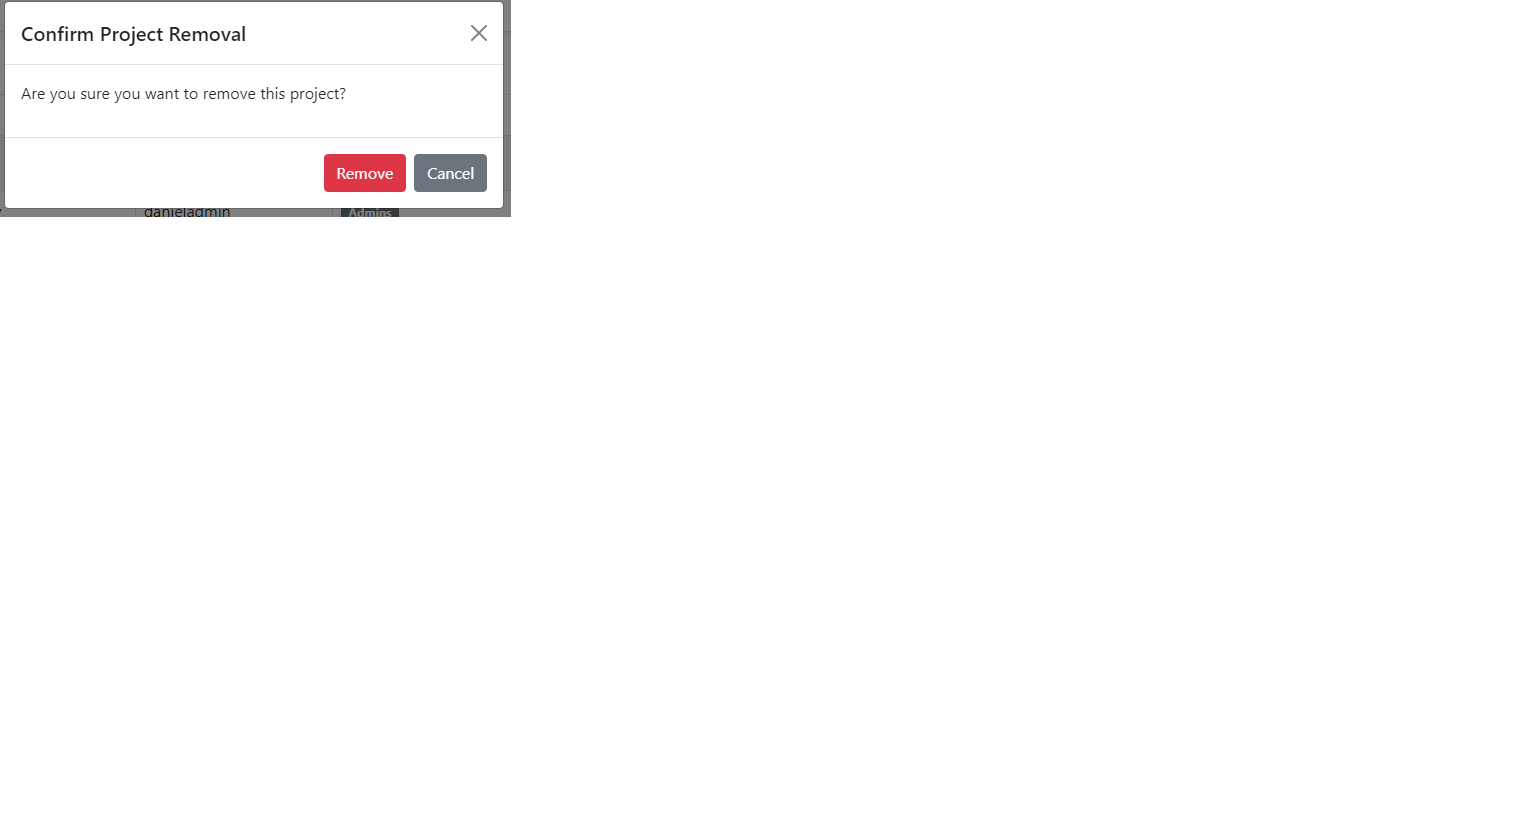 Confirm Project Removal
Are you sure you want to remove this project?
Remove Cancel
danieladmin Admins